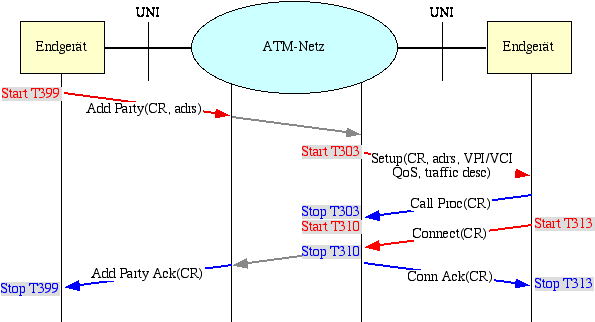 UNI
UNI
Endgerät
ATM-Netz
Endgerät
Start T399
Add Party(CR, adrs)
Start T303
Setup(CR, adrs, VPI/VCI
QoS, traffic desc)
Call Proc(CR)
Stop T303
Start T310
Start T313
Connect(CR)
Stop T310
Add Party Ack(CR)
Conn Ack(CR)
Stop T399
Stop T313